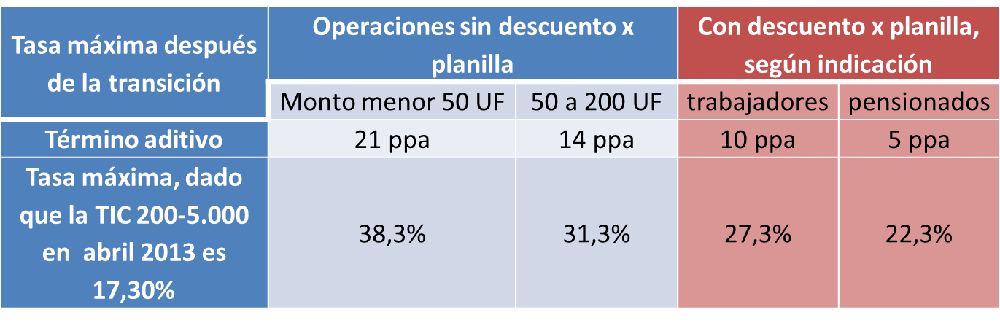 Tasa máxima después
de la transición
Operaciones sin descuento x
planilla
Con descuento x planilla,
según indicación
Monto menor 50 UF
50 a 200 UF
trabajadores
pensionados
Término aditivo
21 ppa
14 ppa
10 ppa
5 ppa
Tasa máxima, dado
que la TIC 200-5.000
en abril 2013 es
17,30%
38,3%
31,3%
27,3%
22,3%